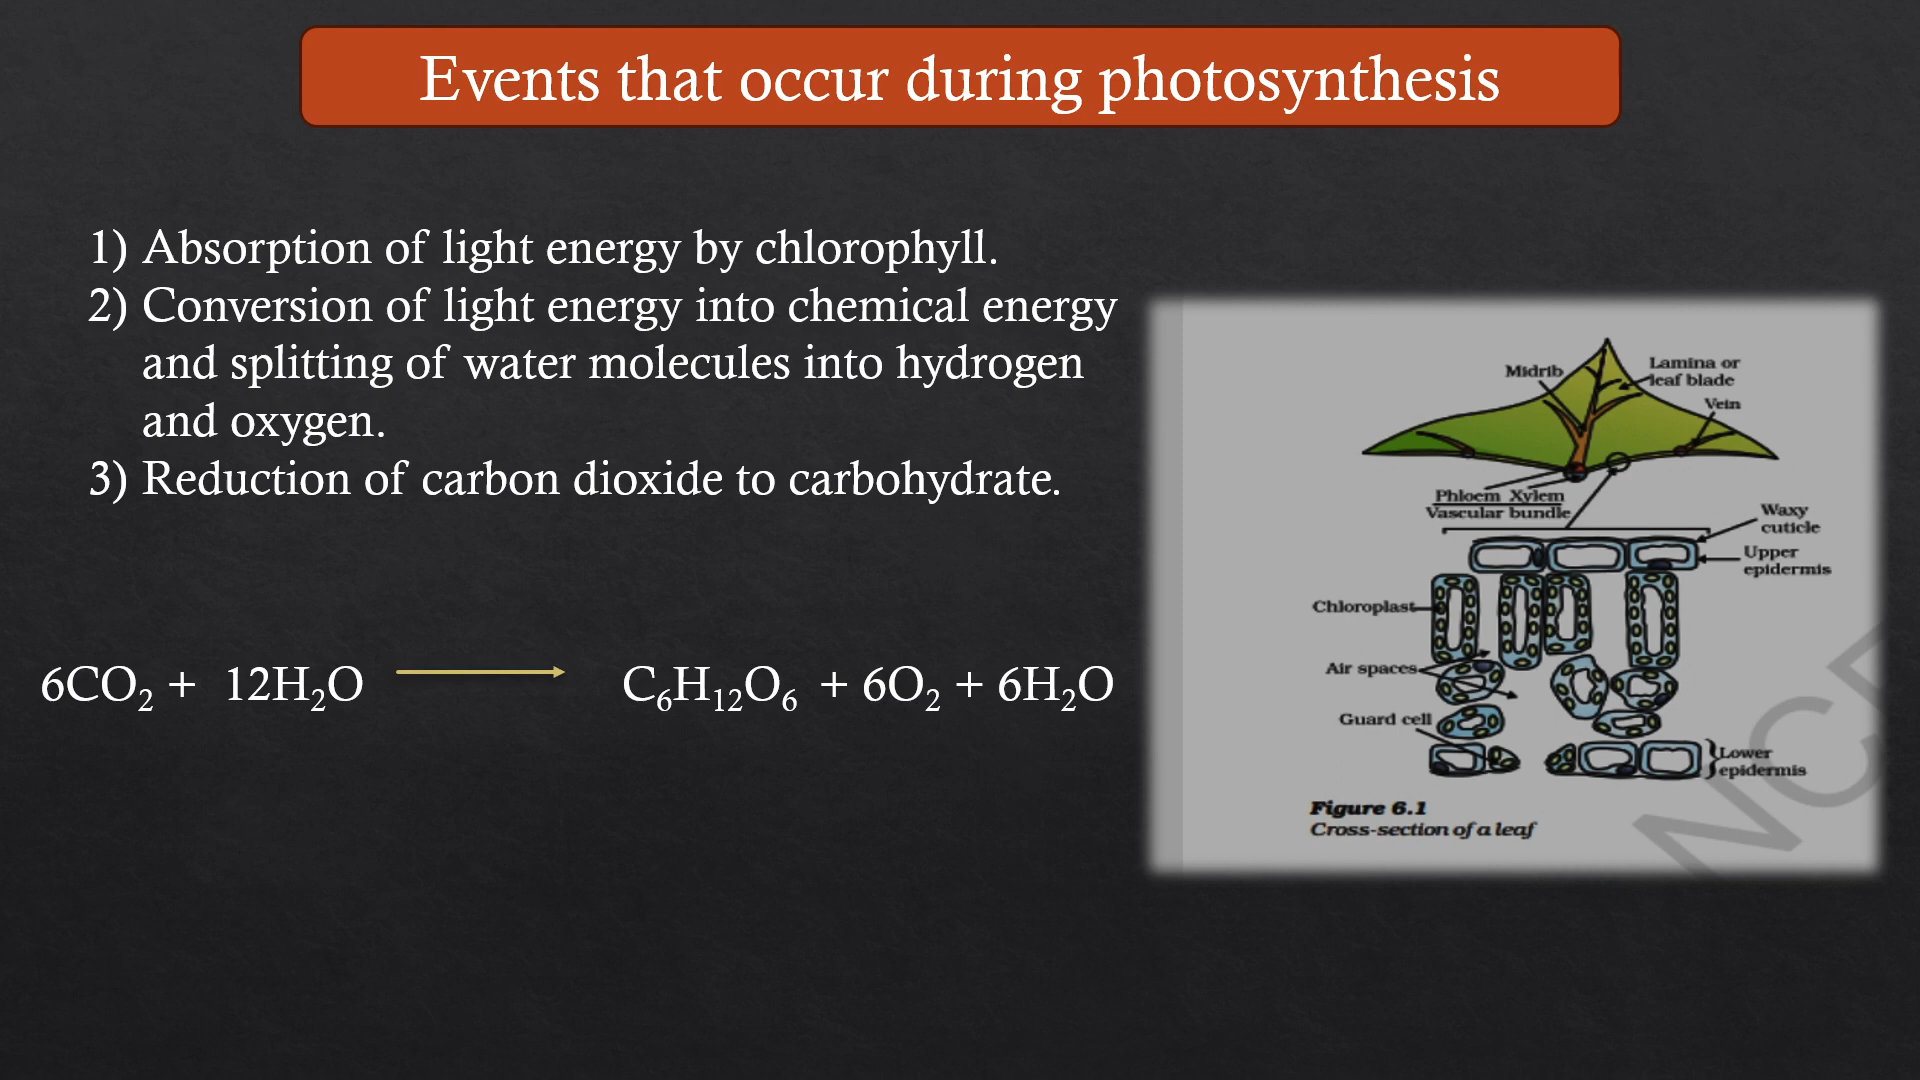 Events that occur during photosynthesis
1) Absorption of light energy by chlorophyll.
2) Conversion of light energy into chemical energy
and splitting of water molecules into hydrogen
and oxygen.
3) Reduction of carbon dioxide to carbohydrate.
6CO₂ + 12H₂O → C₆H₁₂O₆ + 6O₂ + 6H₂O
Midrib
Lamina or
leaf blade
Vein
Phloem Xylem
Vascular bundle
Waxy
cuticle
Upper
epidermis
Chloroplast
Air spaces
Guard cell
Lower
epidermis
Figure 6.1
Cross-section of a leaf